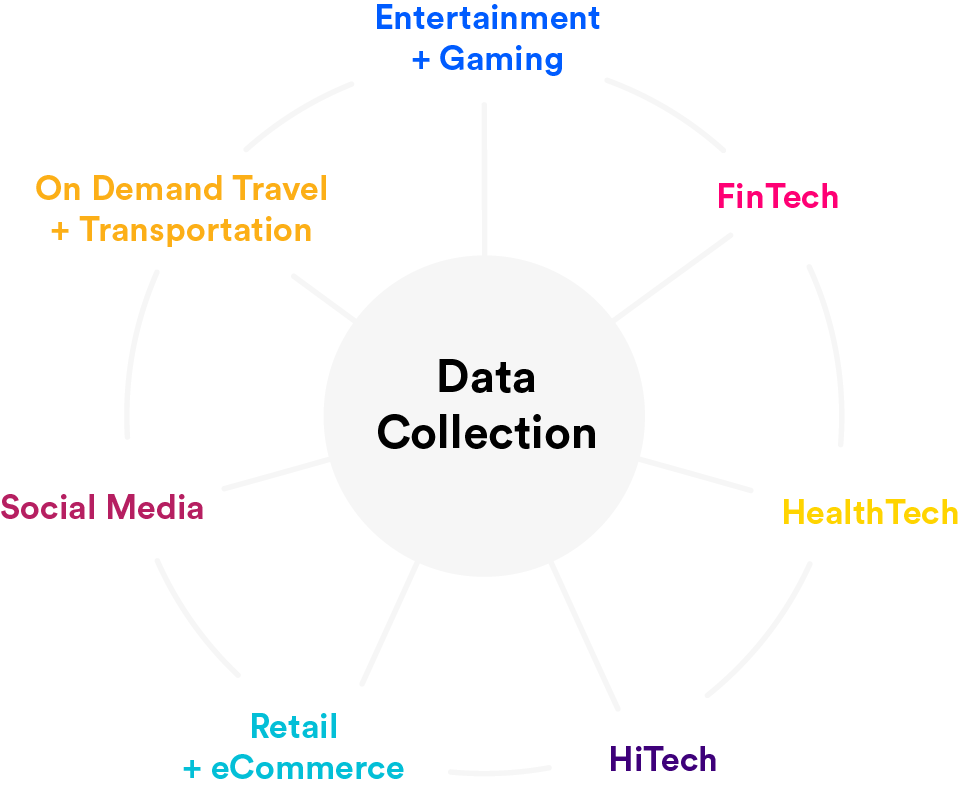 Entertainment
+ Gaming
On Demand Travel
+ Transportation
FinTech
Data
Collection
Social Media
HealthTech
Retail
+ eCommerce
HiTech